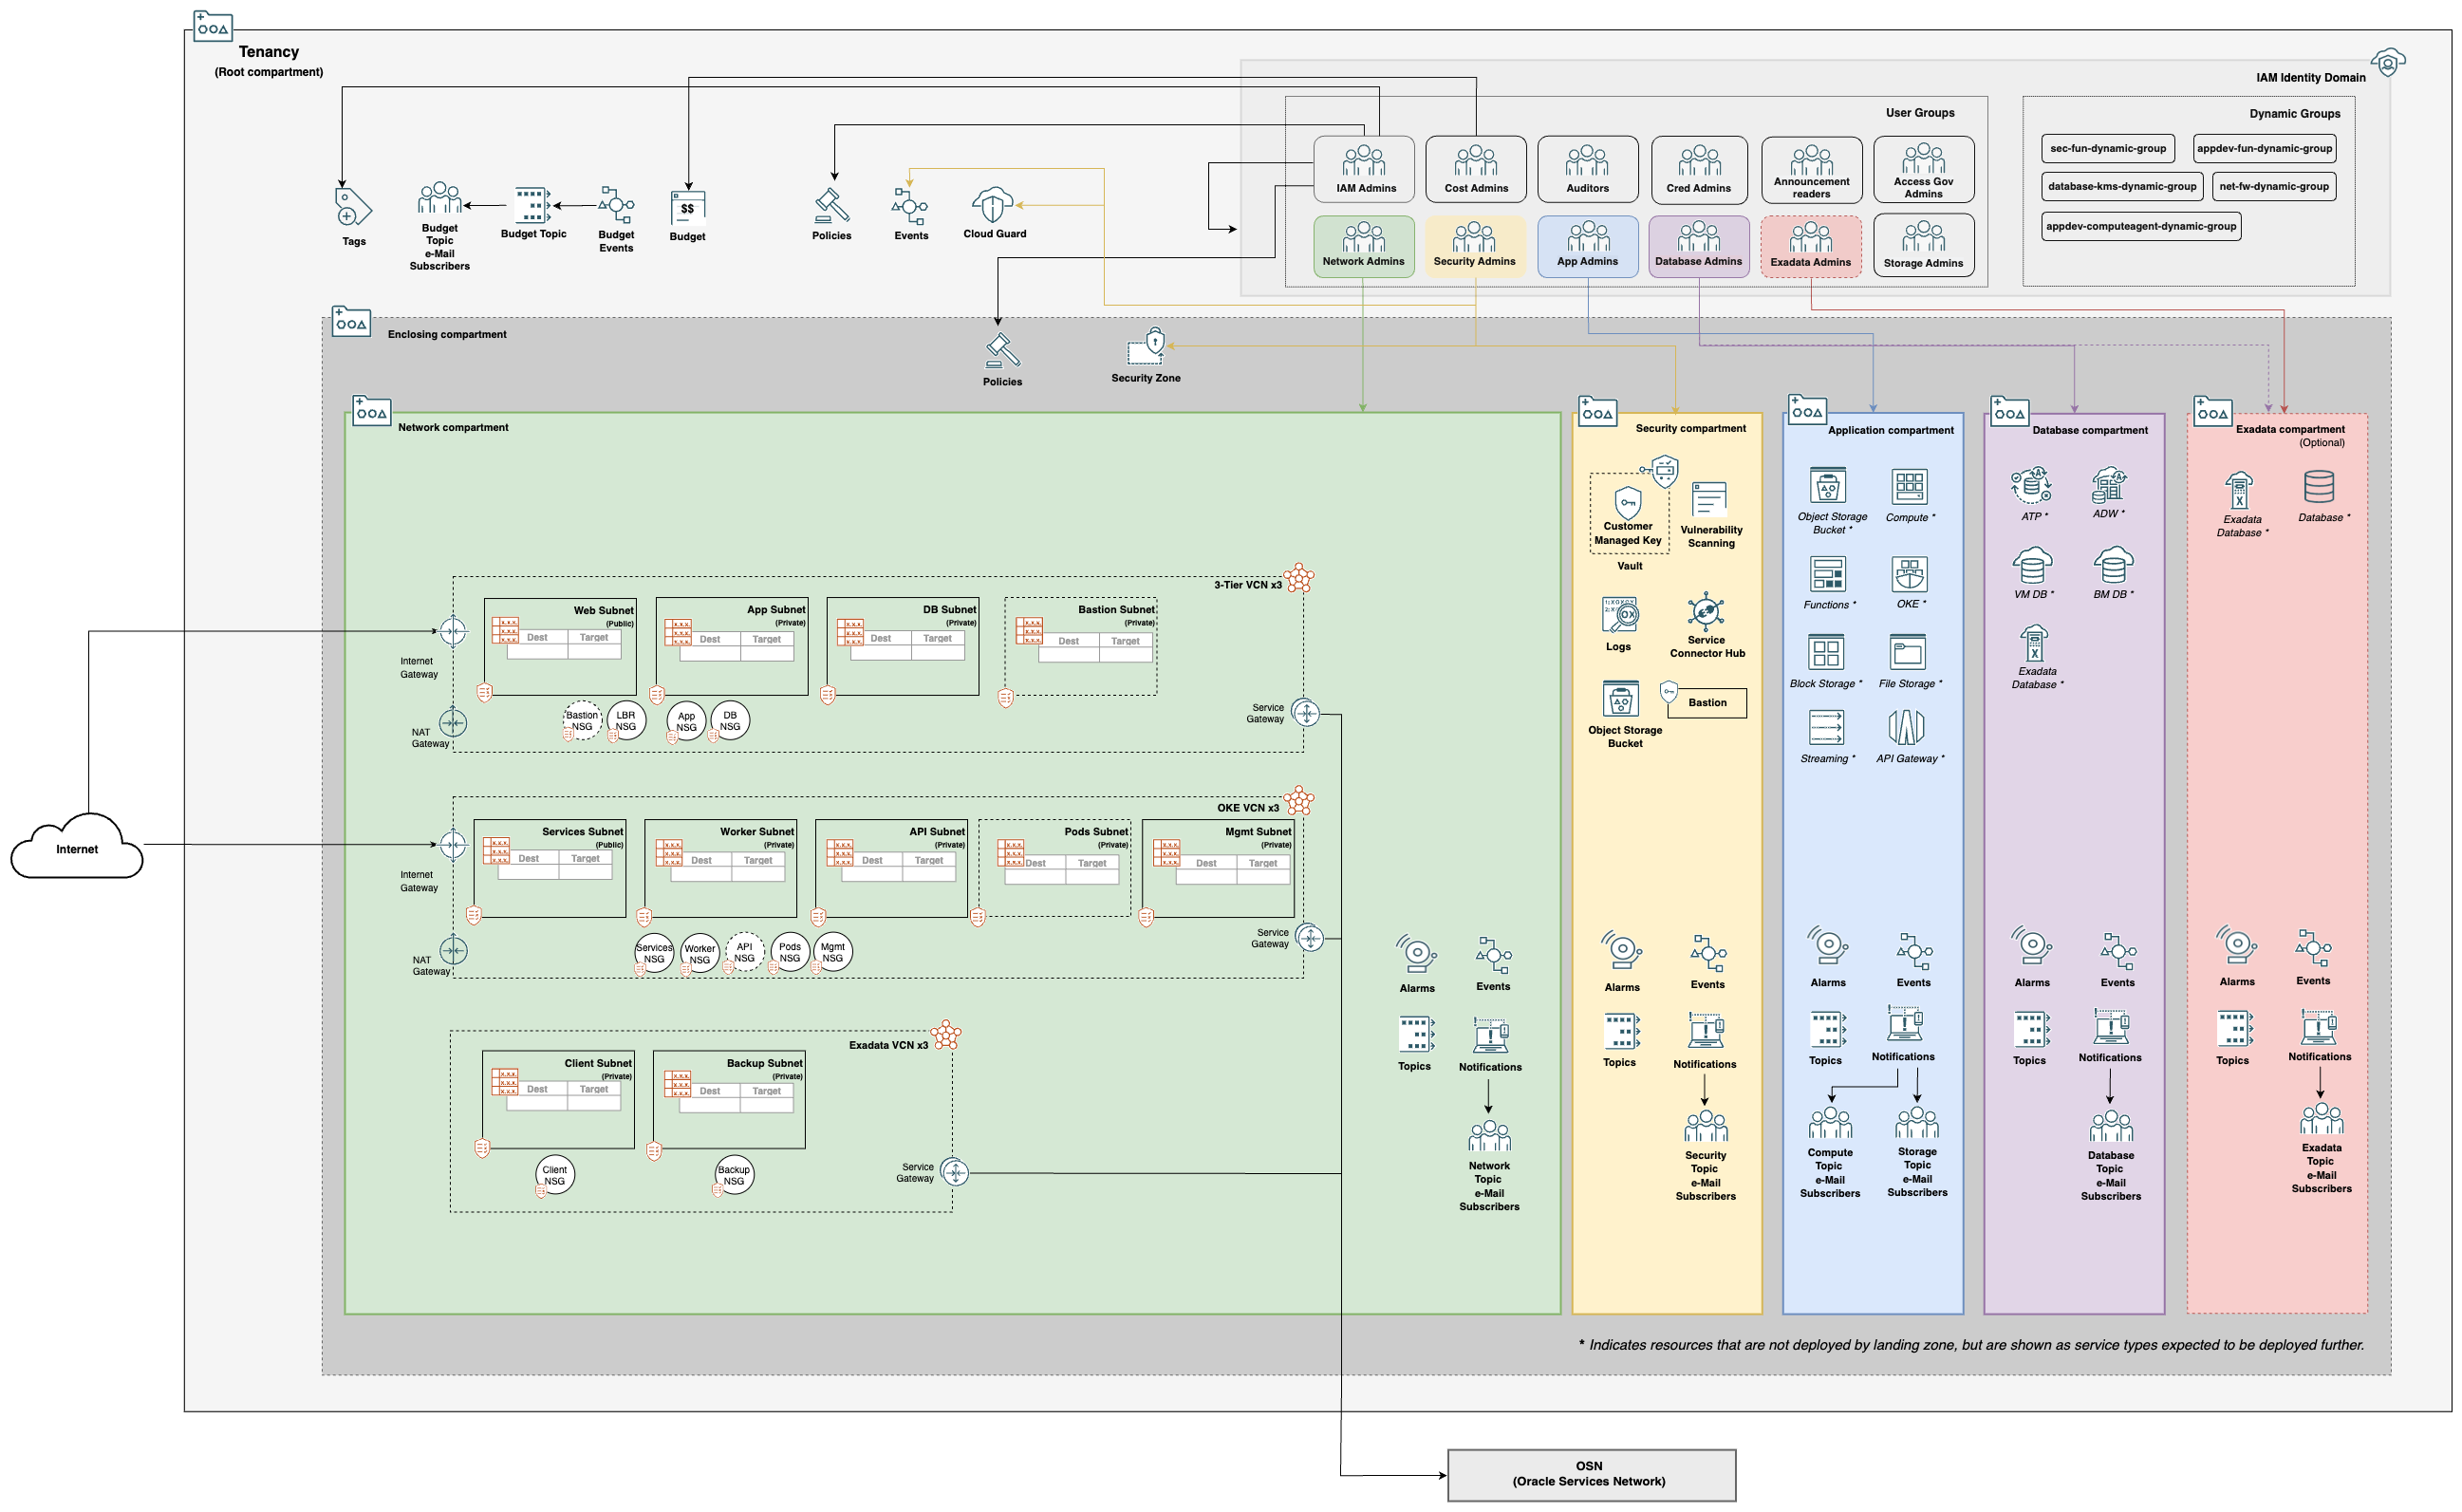 Tenancy
(Root compartment)
IAM Identity Domain
User Groups
Dynamic Groups
IAM Admins
Cost Admins
Auditors
Cred Admins
Announcement
readers
Access Gov
Admins
Network Admins
Security Admins
App Admins
Database Admins
Exadata Admins
Storage Admins
sec-fun-dynamic-group
appdev-fun-dynamic-group
database-kms-dynamic-group
net-fw-dynamic-group
appdev-computeagent-dynamic-group
Tags
Budget
Topic
e-Mail
Subscribers
Budget Topic
Budget
Events
$$
Budget
Policies
Events
Cloud Guard
Enclosing compartment
Policies
Security Zone
Network compartment
3-Tier VCN x3
Web Subnet
(Public)
Dest
Target
App Subnet
(Private)
Dest
Target
DB Subnet
(Private)
Dest
Target
Bastion Subnet
(Private)
Dest
Target
Internet
Gateway
NAT
Gateway
Bastion
NSG
LBR
NSG
App
NSG
DB
NSG
Service
Gateway
Internet
OKE VCN x3
Services Subnet
(Public)
Dest
Target
Worker Subnet
(Private)
Dest
Target
API Subnet
(Private)
Dest
Target
Pods Subnet
(Private)
Dest
Target
Mgmt Subnet
(Private)
Dest
Target
Internet
Gateway
NAT
Gateway
Services
NSG
Worker
NSG
API
NSG
Pods
NSG
Mgmt
NSG
Service
Gateway
Exadata VCN x3
Client Subnet
(Private)
Dest
Target
Backup Subnet
(Private)
Dest
Target
Client
NSG
Backup
NSG
Service
Gateway
Alarms
Events
Topics
Notifications
Network
Topic
e-Mail
Subscribers
Security compartment
Customer
Managed Key
Vault
Vulnerability
Scanning
Logs
Service
Connector Hub
Object Storage
Bucket
Bastion
Alarms
Events
Topics
Notifications
Security
Topic
e-Mail
Subscribers
Application compartment
Object Storage
Bucket *
Compute *
Functions *
OKE *
Block Storage *
File Storage *
Streaming *
API Gateway *
Alarms
Events
Topics
Notifications
Compute
Topic
e-Mail
Subscribers
Storage
Topic
e-Mail
Subscribers
Database compartment
ATP *
ADW *
VM DB *
BM DB *
Exadata
Database *
Alarms
Events
Topics
Notifications
Database
Topic
e-Mail
Subscribers
Exadata compartment
(Optional)
Exadata
Database *
Database *
Alarms
Events
Topics
Notifications
Exadata
Topic
e-Mail
Subscribers
* Indicates resources that are not deployed by landing zone, but are shown as service types expected to be deployed further.
OSN
(Oracle Services Network)